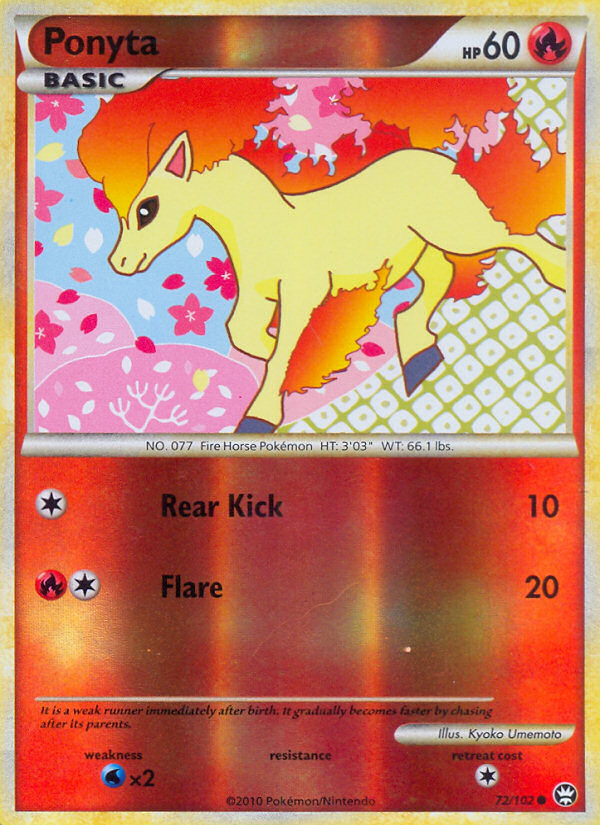 Ponyta
HP 60
BASIC
NO. 077 Fire Horse Pokémon HT: 3'03" WT: 66.1 lbs.
Rear Kick 10
Flare 20
It is a weak runner immediately after birth. It gradually becomes faster by chasing
after its parents.
Illus. Kyoko Umemoto
weakness resistance retreat cost
×2
©2010 Pokémon/Nintendo 72/102